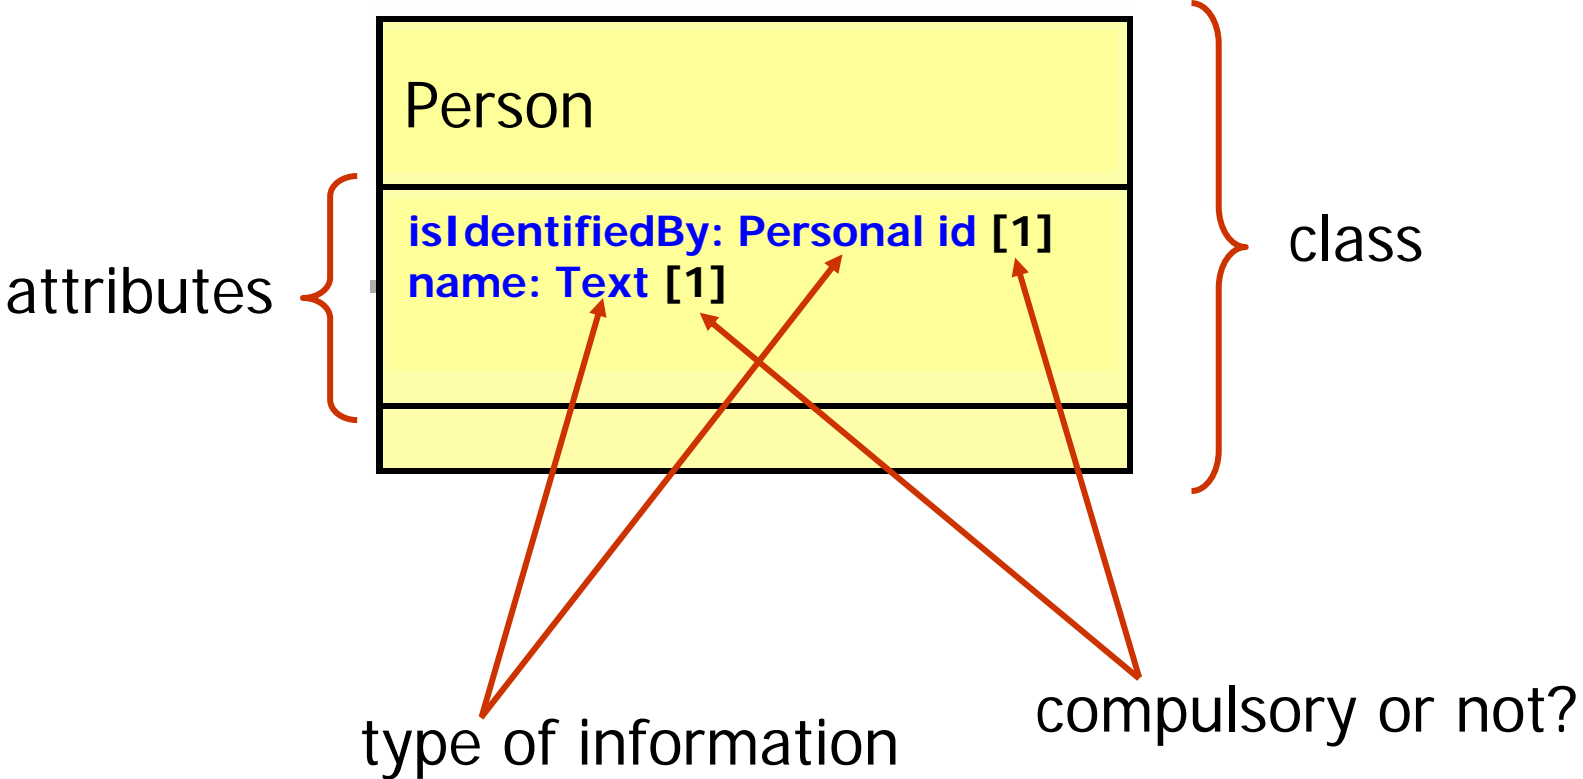 Person
isIdentifiedBy: Personal id [1]
name: Text [1]
attributes
class
type of information
compulsory or not?